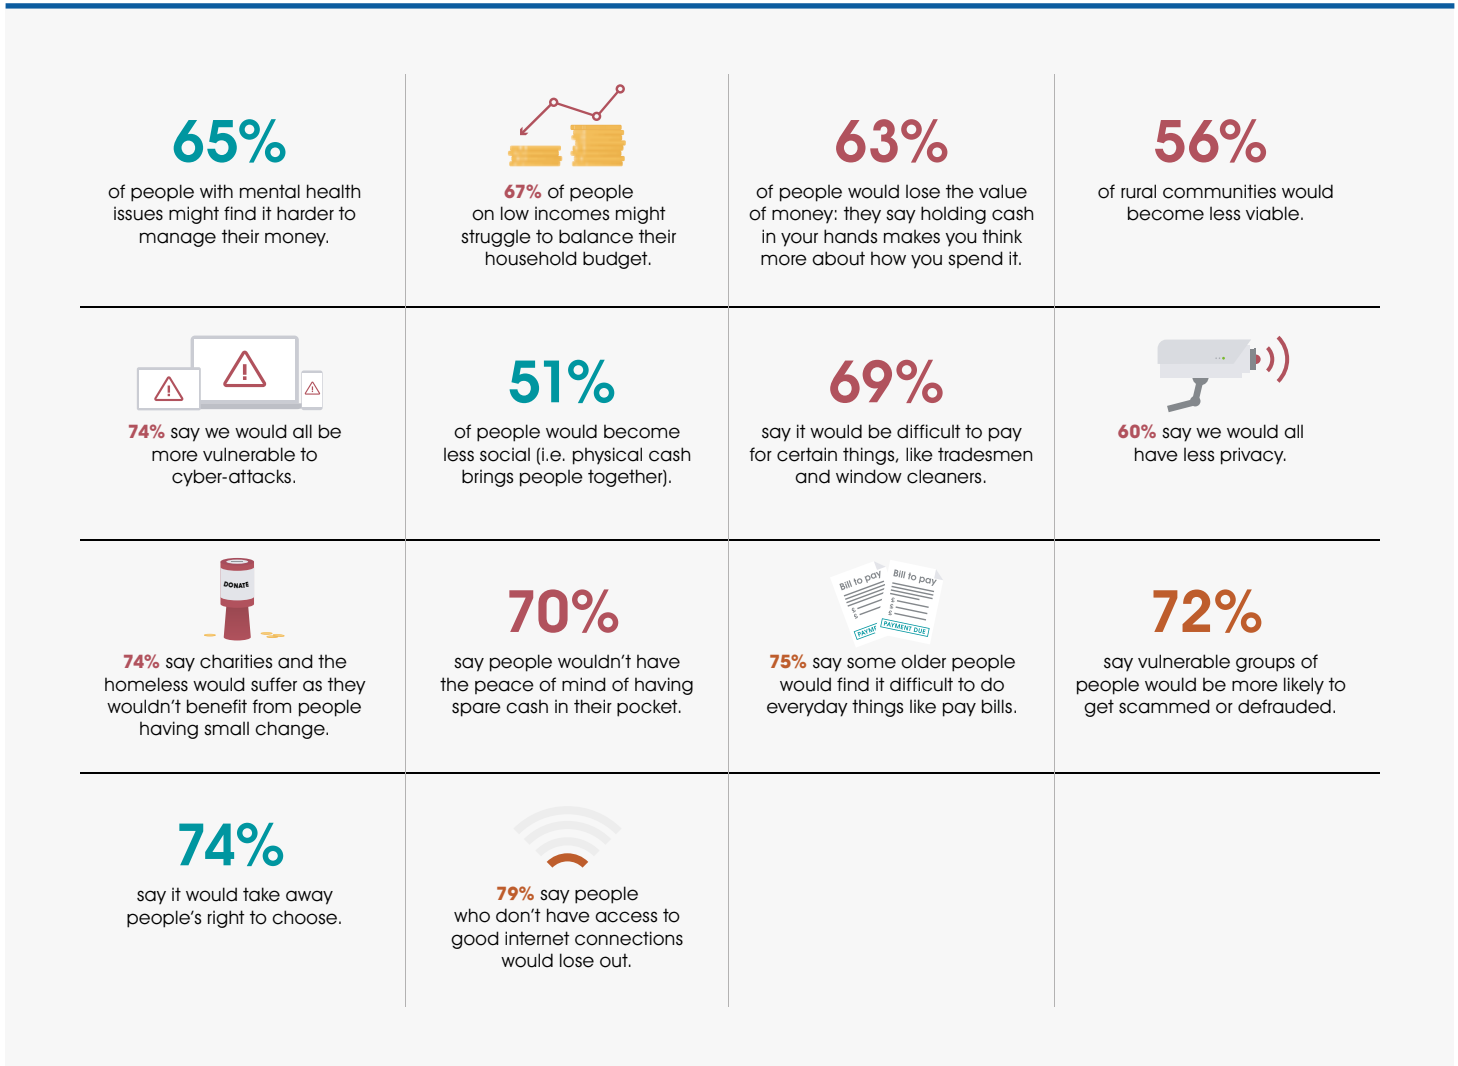 65%
of people with mental health
issues might find it harder to
manage their money.
67% of people
on low incomes might
struggle to balance their
household budget.
63%
of people would lose the value
of money: they say holding cash
in your hands makes you think
more about how you spend it.
56%
of rural communities would
become less viable.
74% say we would all be
more vulnerable to
cyber-attacks.
51%
of people would become
less social (i.e. physical cash
brings people together).
69%
say it would be difficult to pay
for certain things, like tradesmen
and window cleaners.
60% say we would all
have less privacy.
DONATE
74% say charities and the
homeless would suffer as they
wouldn't benefit from people
having small change.
70%
say people wouldn't have
the peace of mind of having
spare cash in their pocket.
Bill to pay
£
£
PAYM
Bill to pay
£
£
£
PAYMENT DUE
75% say some older people
would find it difficult to do
everyday things like pay bills.
72%
say vulnerable groups of
people would be more likely to
get scammed or defrauded.
74%
say it would take away
people's right to choose.
79% say people
who don't have access to
good internet connections
would lose out.